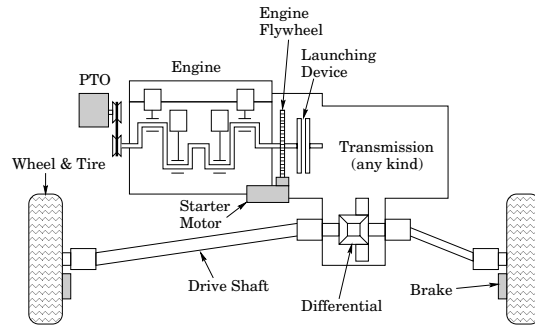 Engine
Flywheel
Launching
Device
Engine
PTO
Transmission
(any kind)
Wheel & Tire
Starter
Motor
Drive Shaft
Differential
Brake